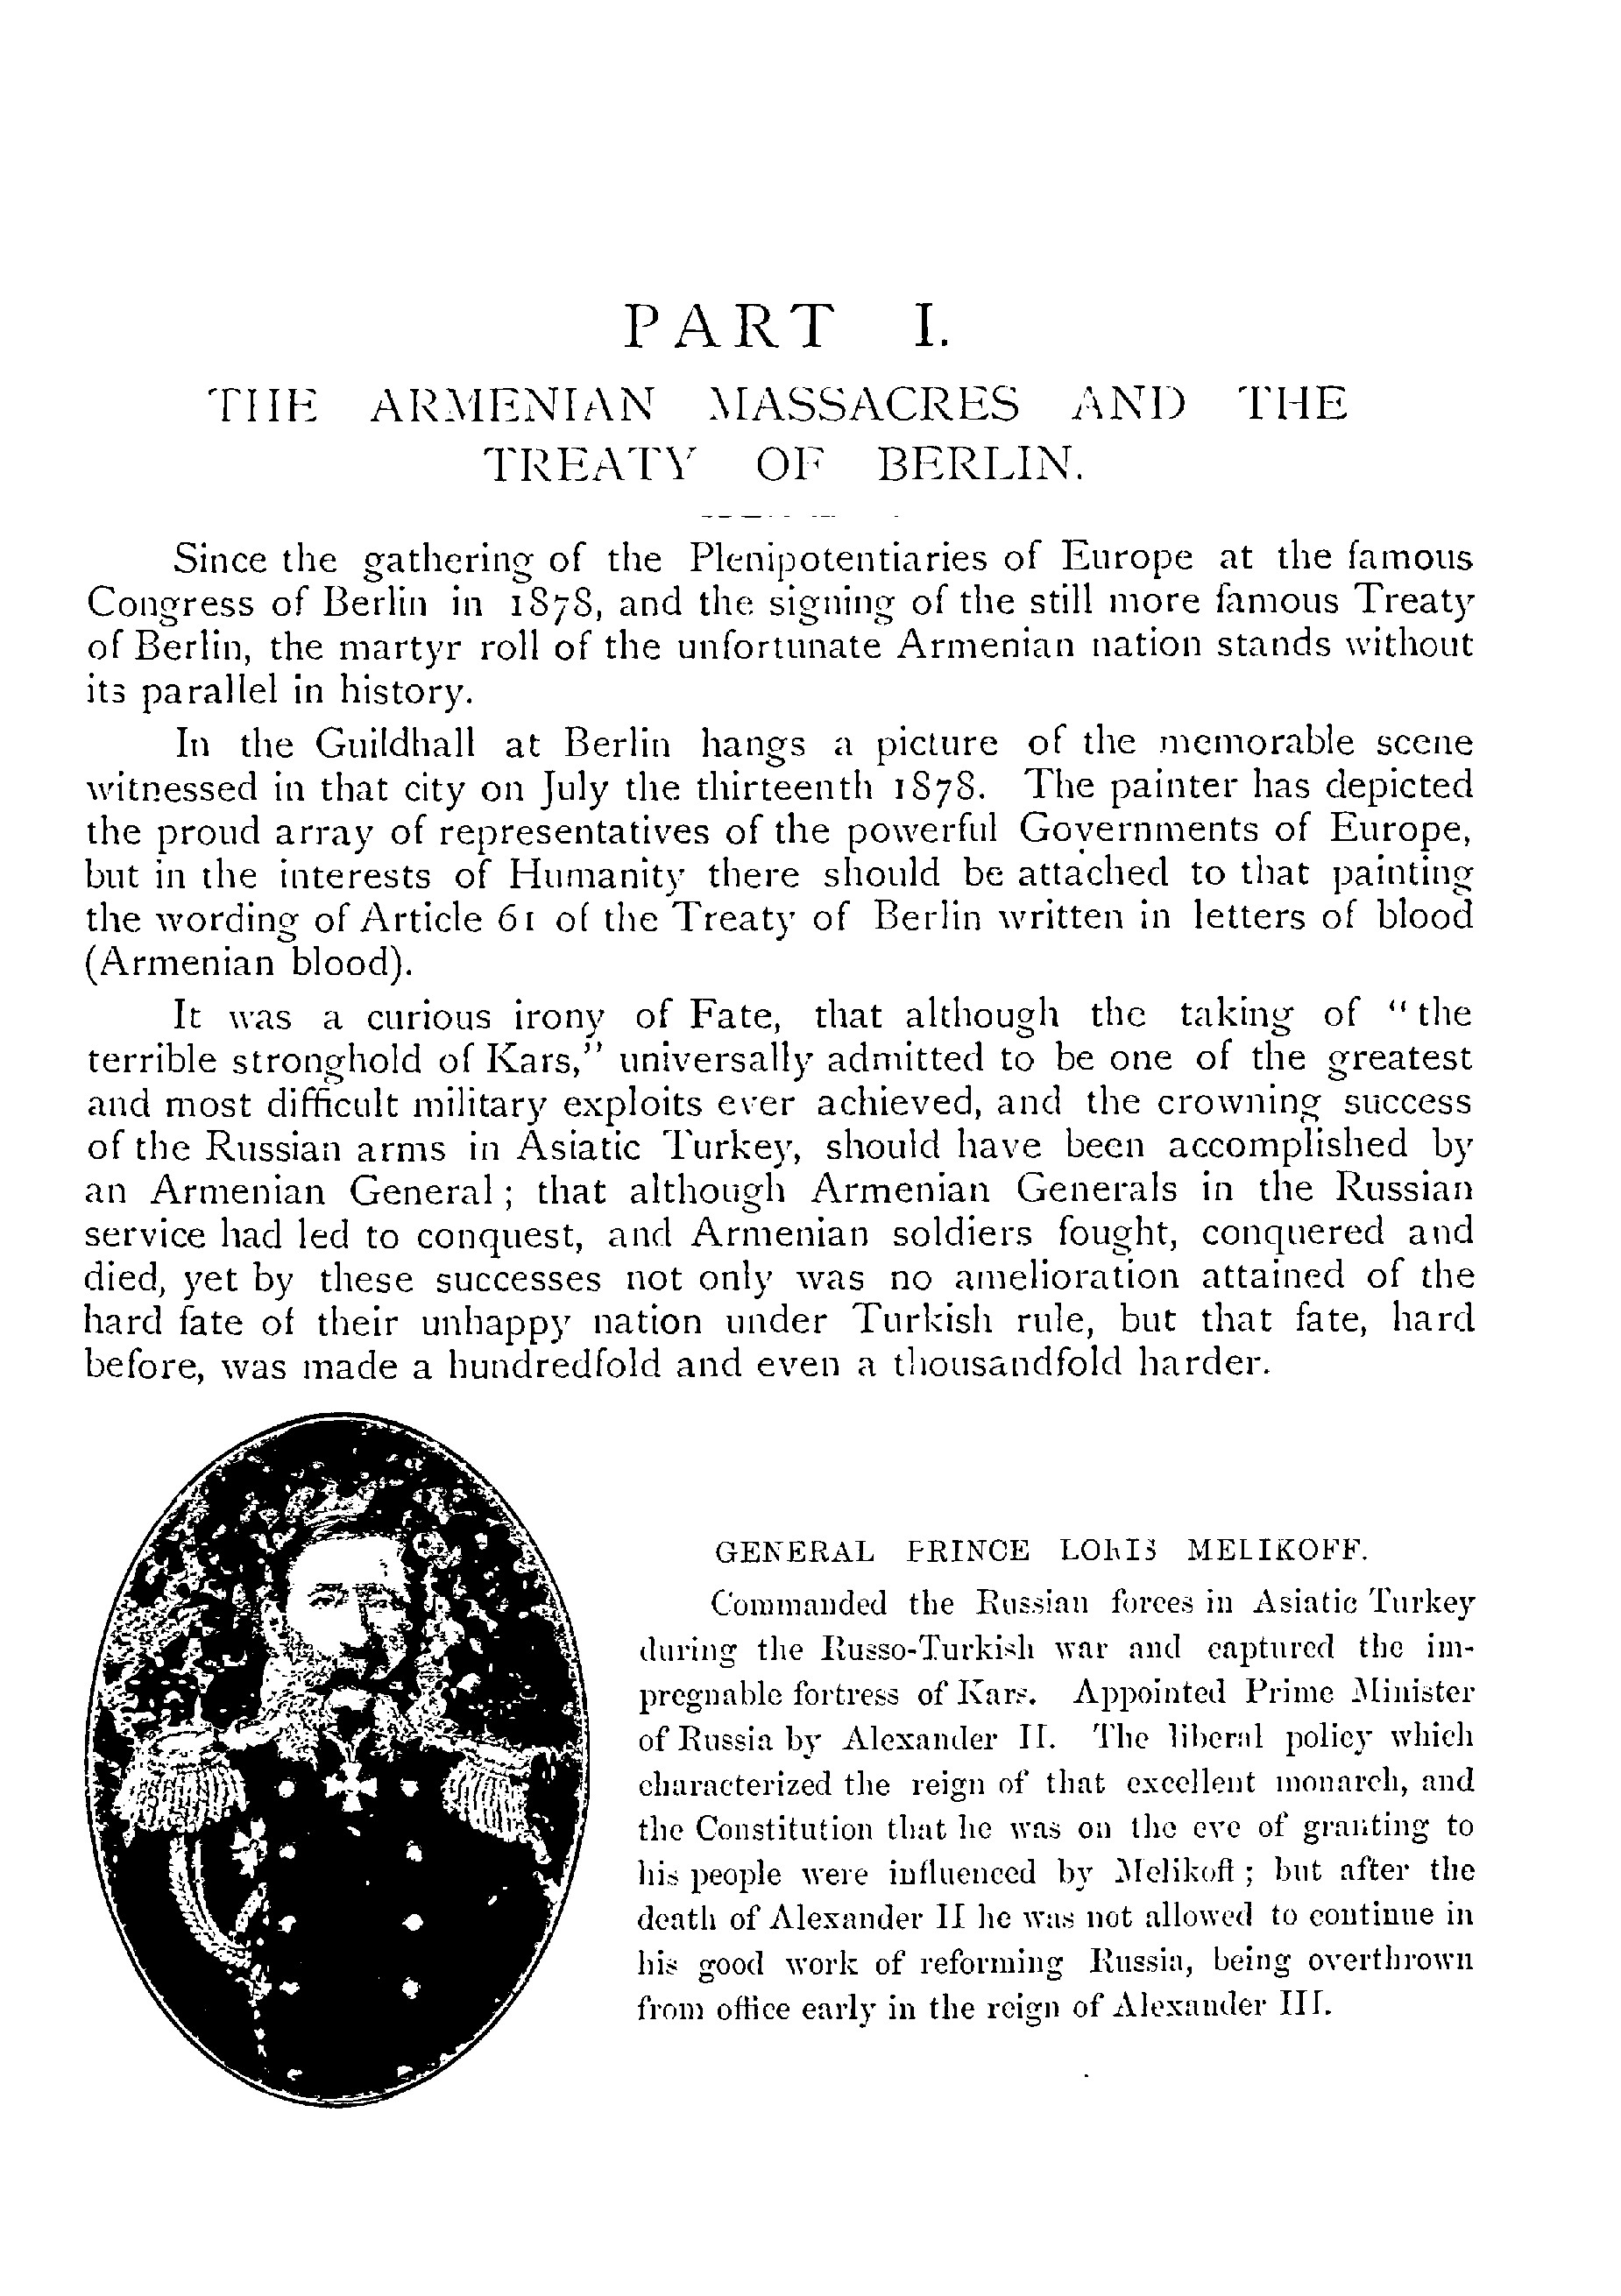 PART I.
THE ARMENIAN MASSACRES AND THE
TREATY OF BERLIN.
Since the gathering of the Plenipotentiaries of Europe at the famous
Congress of Berlin in 1878, and the signing of the still more famous Treaty
of Berlin, the martyr roll of the unfortunate Armenian nation stands without
its parallel in history.
In the Guildhall at Berlin hangs a picture of the memorable scene
witnessed in that city on July the thirteenth 1878. The painter has depicted
the proud array of representatives of the powerful Governments of Europe,
but in the interests of Humanity there should be attached to that painting
the wording of Article 61 of the Treaty of Berlin written in letters of blood
(Armenian blood).
It was a curious irony of Fate, that although the taking of "the
terrible stronghold of Kars," universally admitted to be one of the greatest
and most difficult military exploits ever achieved, and the crowning success
of the Russian arms in Asiatic Turkey, should have been accomplished by
an Armenian General; that although Armenian Generals in the Russian
service had led to conquest, and Armenian soldiers fought, conquered and
died, yet by these successes not only was no amelioration attained of the
hard fate of their unhappy nation under Turkish rule, but that fate, hard
before, was made a hundredfold and even a thousandfold harder.
GENERAL PRINCE LORIS MELIKOFF.
Commanded the Russian forces in Asiatic Turkey
during the Russo-Turkish war and captured the im-
pregnable fortress of Kars. Appointed Prime Minister
of Russia by Alexander II. The liberal policy which
characterized the reign of that excellent monarch, and
the Constitution that he was on the eve of granting to
his people were influenced by Melikoff; but after the
death of Alexander II he was not allowed to continue in
his good work of reforming Russia, being overthrown
from office early in the reign of Alexander III.